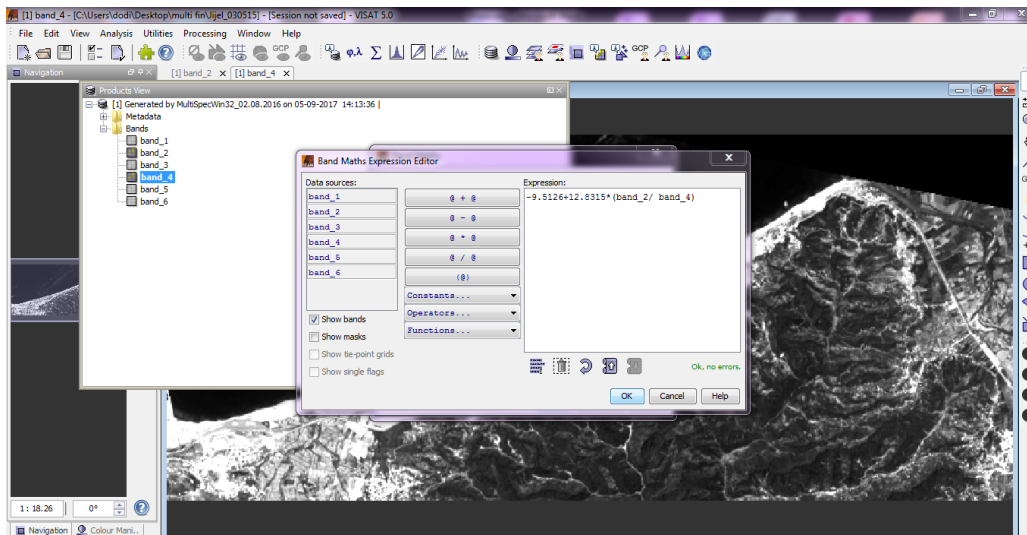 [1] band_4 - [C:\Users\dodi\Desktop\multi fin\Jijel_030515] - [Session not saved] - VISAT 5.0
File Edit View Analysis Utilities Processing Window Help
GCP φ,λ Σ GCP
Navigation
[1] band_2 x [1] band_4 x
Products View
[1] Generated by MultiSpecWin32_02.08.2016 on 05-09-2017 14:13:36 |
Metadata
Bands
band_1
band_2
band_3
band_4
band_5
band_6
Band Maths Expression Editor
Data sources:
band_1
band_2
band_3
band_4
band_5
band_6
Show bands
Show masks
Show tie-point grids
Show single flags
@ + @
@ - @
@ * @
@ / @
(@)
Constants...
Operators...
Functions...
Expression:
-9.5126+12.8315*(band_2/ band_4)
Ok, no errors.
OK Cancel Help
1: 18.26 0°
Navigation Colour Mani...